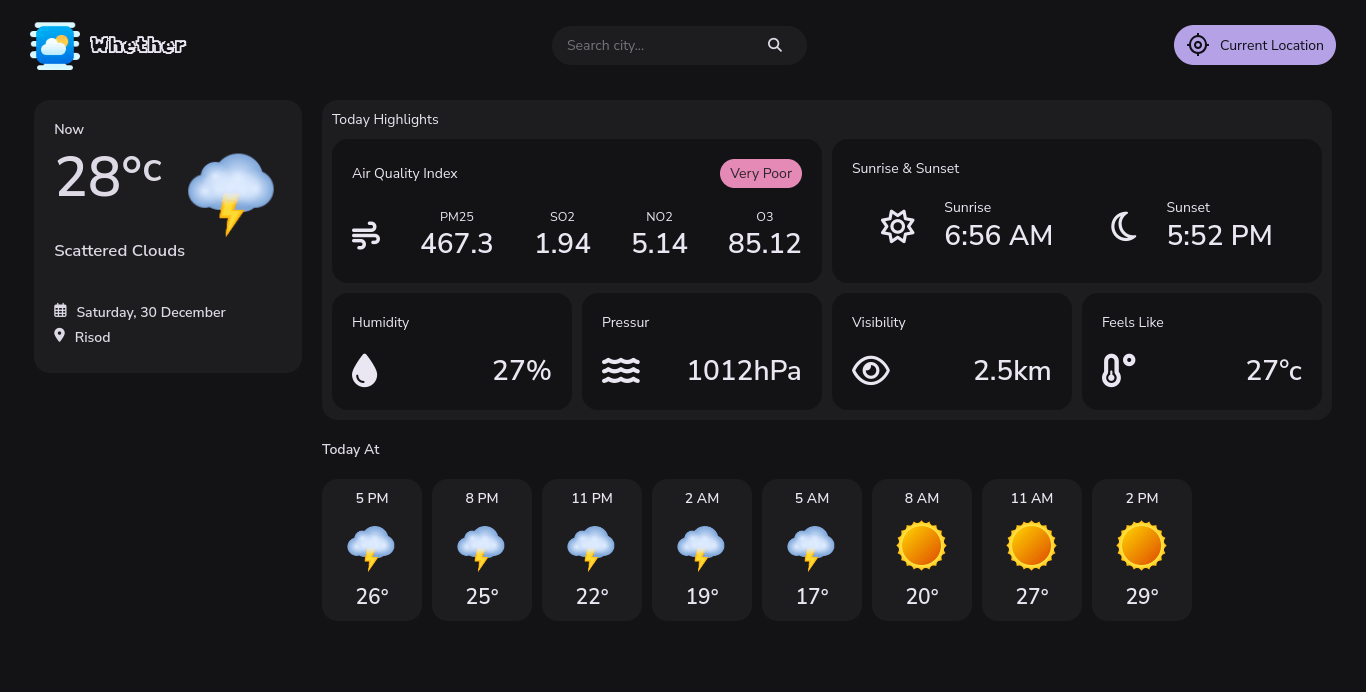 Whether
Search city...
Current Location
Now
28°c
Scattered Clouds
Saturday, 30 December
Risod
Today Highlights
Air Quality Index
Very Poor
PM25 SO2 NO2 O3
467.3 1.94 5.14 85.12
Sunrise & Sunset
Sunrise
6:56 AM
Sunset
5:52 PM
Humidity
27%
Pressur
1012hPa
Visibility
2.5km
Feels Like
27°c
Today At
5 PM 8 PM 11 PM 2 AM 5 AM 8 AM 11 AM 2 PM
26° 25° 22° 19° 17° 20° 27° 29°